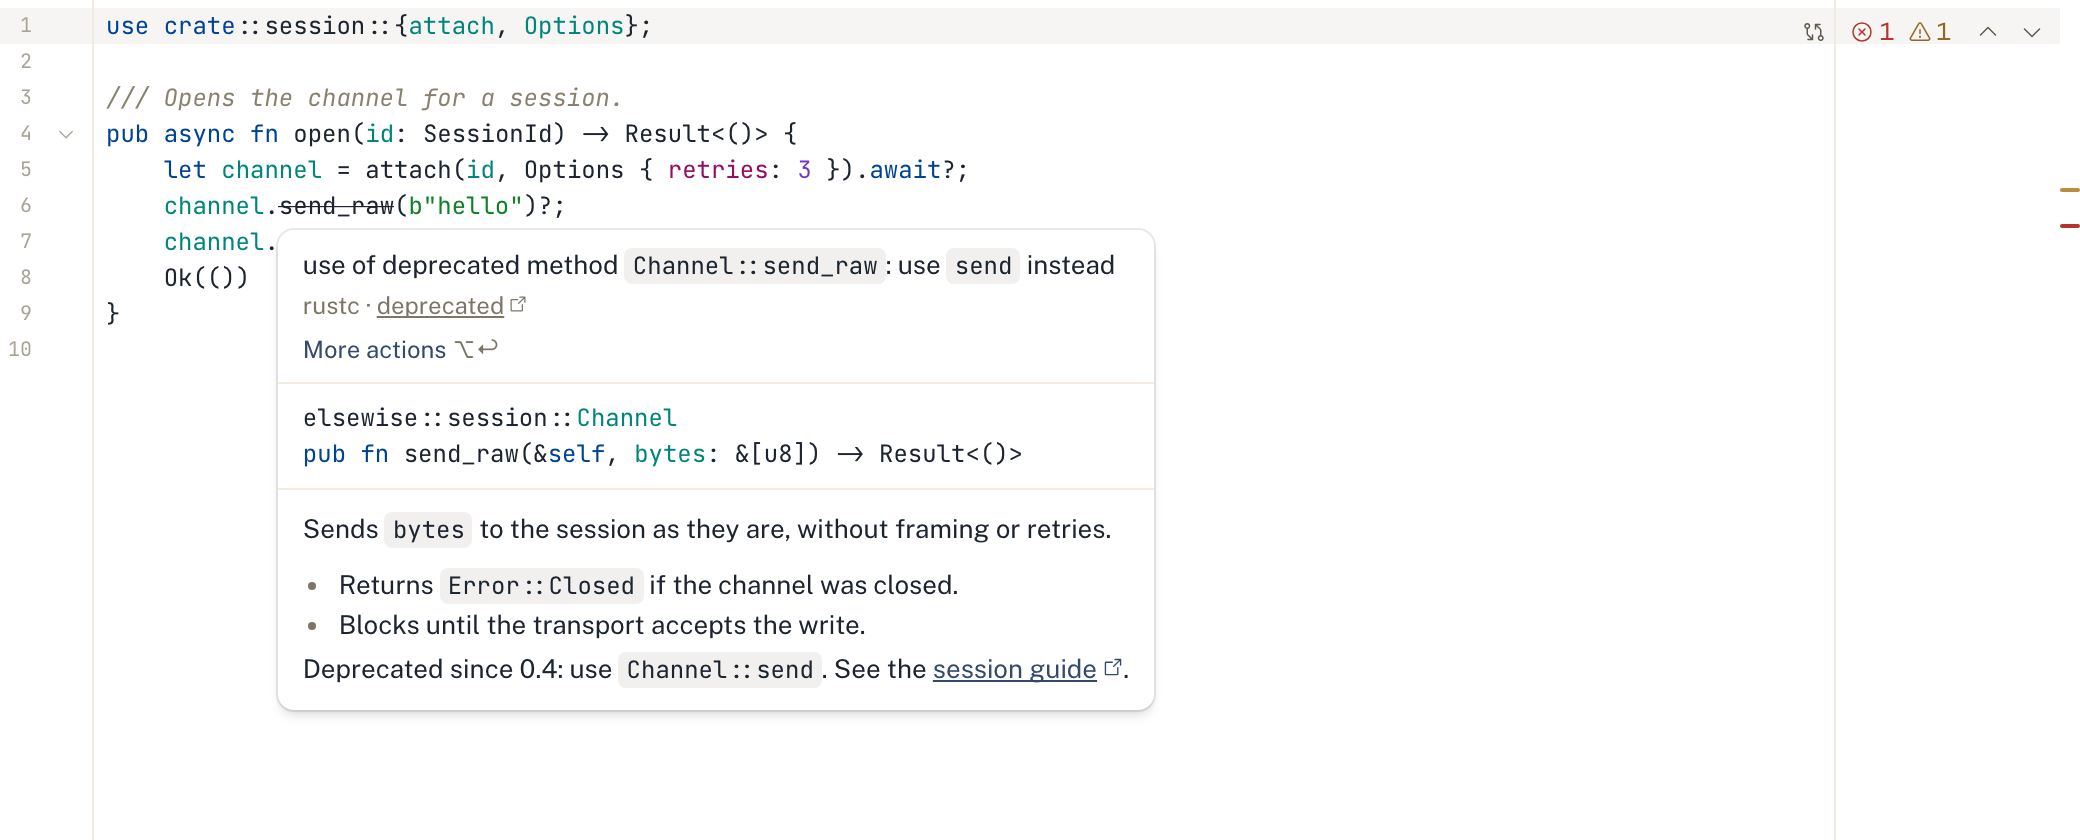 1 use crate::session::{attach, Options}; 1 1
2
3 /// Opens the channel for a session.
4 pub async fn open(id: SessionId) -> Result<()> {
5 let channel = attach(id, Options { retries: 3 }).await?;
6 channel.send_raw(b"hello")?;
7 channel.
8 Ok(())
9 }
10
use of deprecated method Channel::send_raw: use send instead
rustc · deprecated
More actions ⌥↩
elsewise::session::Channel
pub fn send_raw(&self, bytes: &[u8]) -> Result<()>
Sends bytes to the session as they are, without framing or retries.
• Returns Error::Closed if the channel was closed.
• Blocks until the transport accepts the write.
Deprecated since 0.4: use Channel::send. See the session guide.